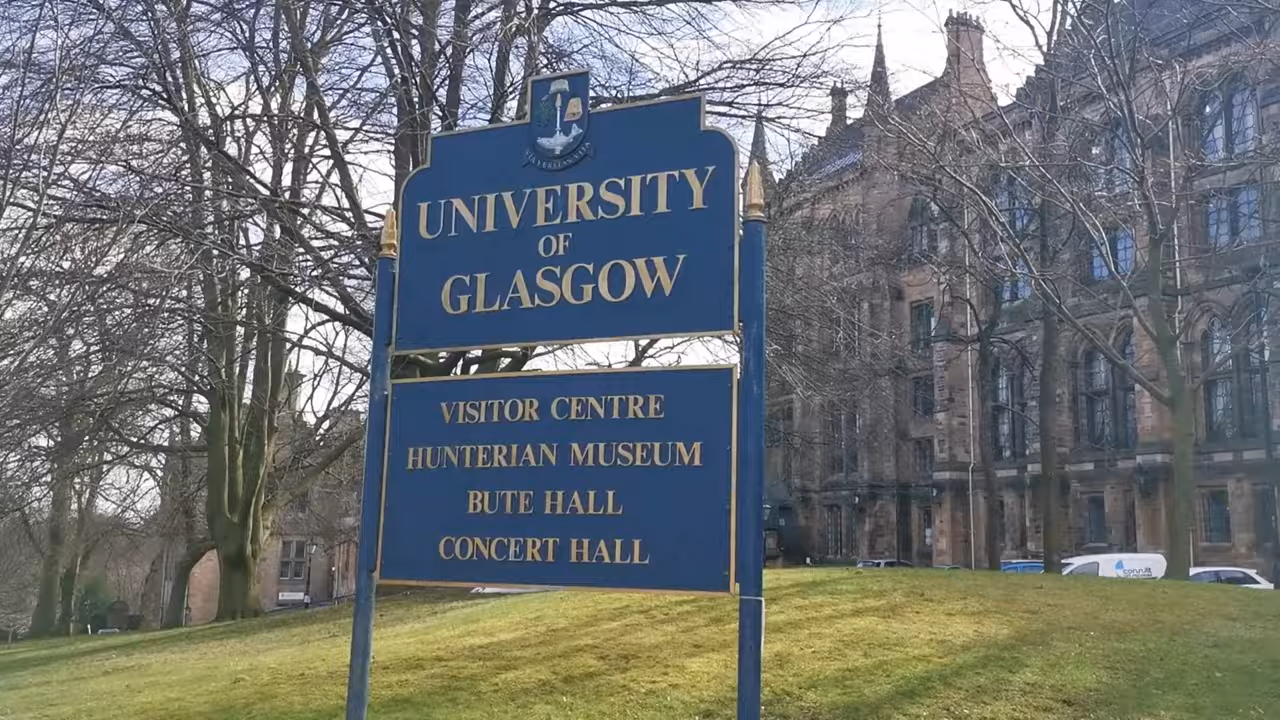 UNIVERSITY
OF
GLASGOW
VISITOR CENTRE
HUNTERIAN MUSEUM
BUTE HALL
CONCERT HALL